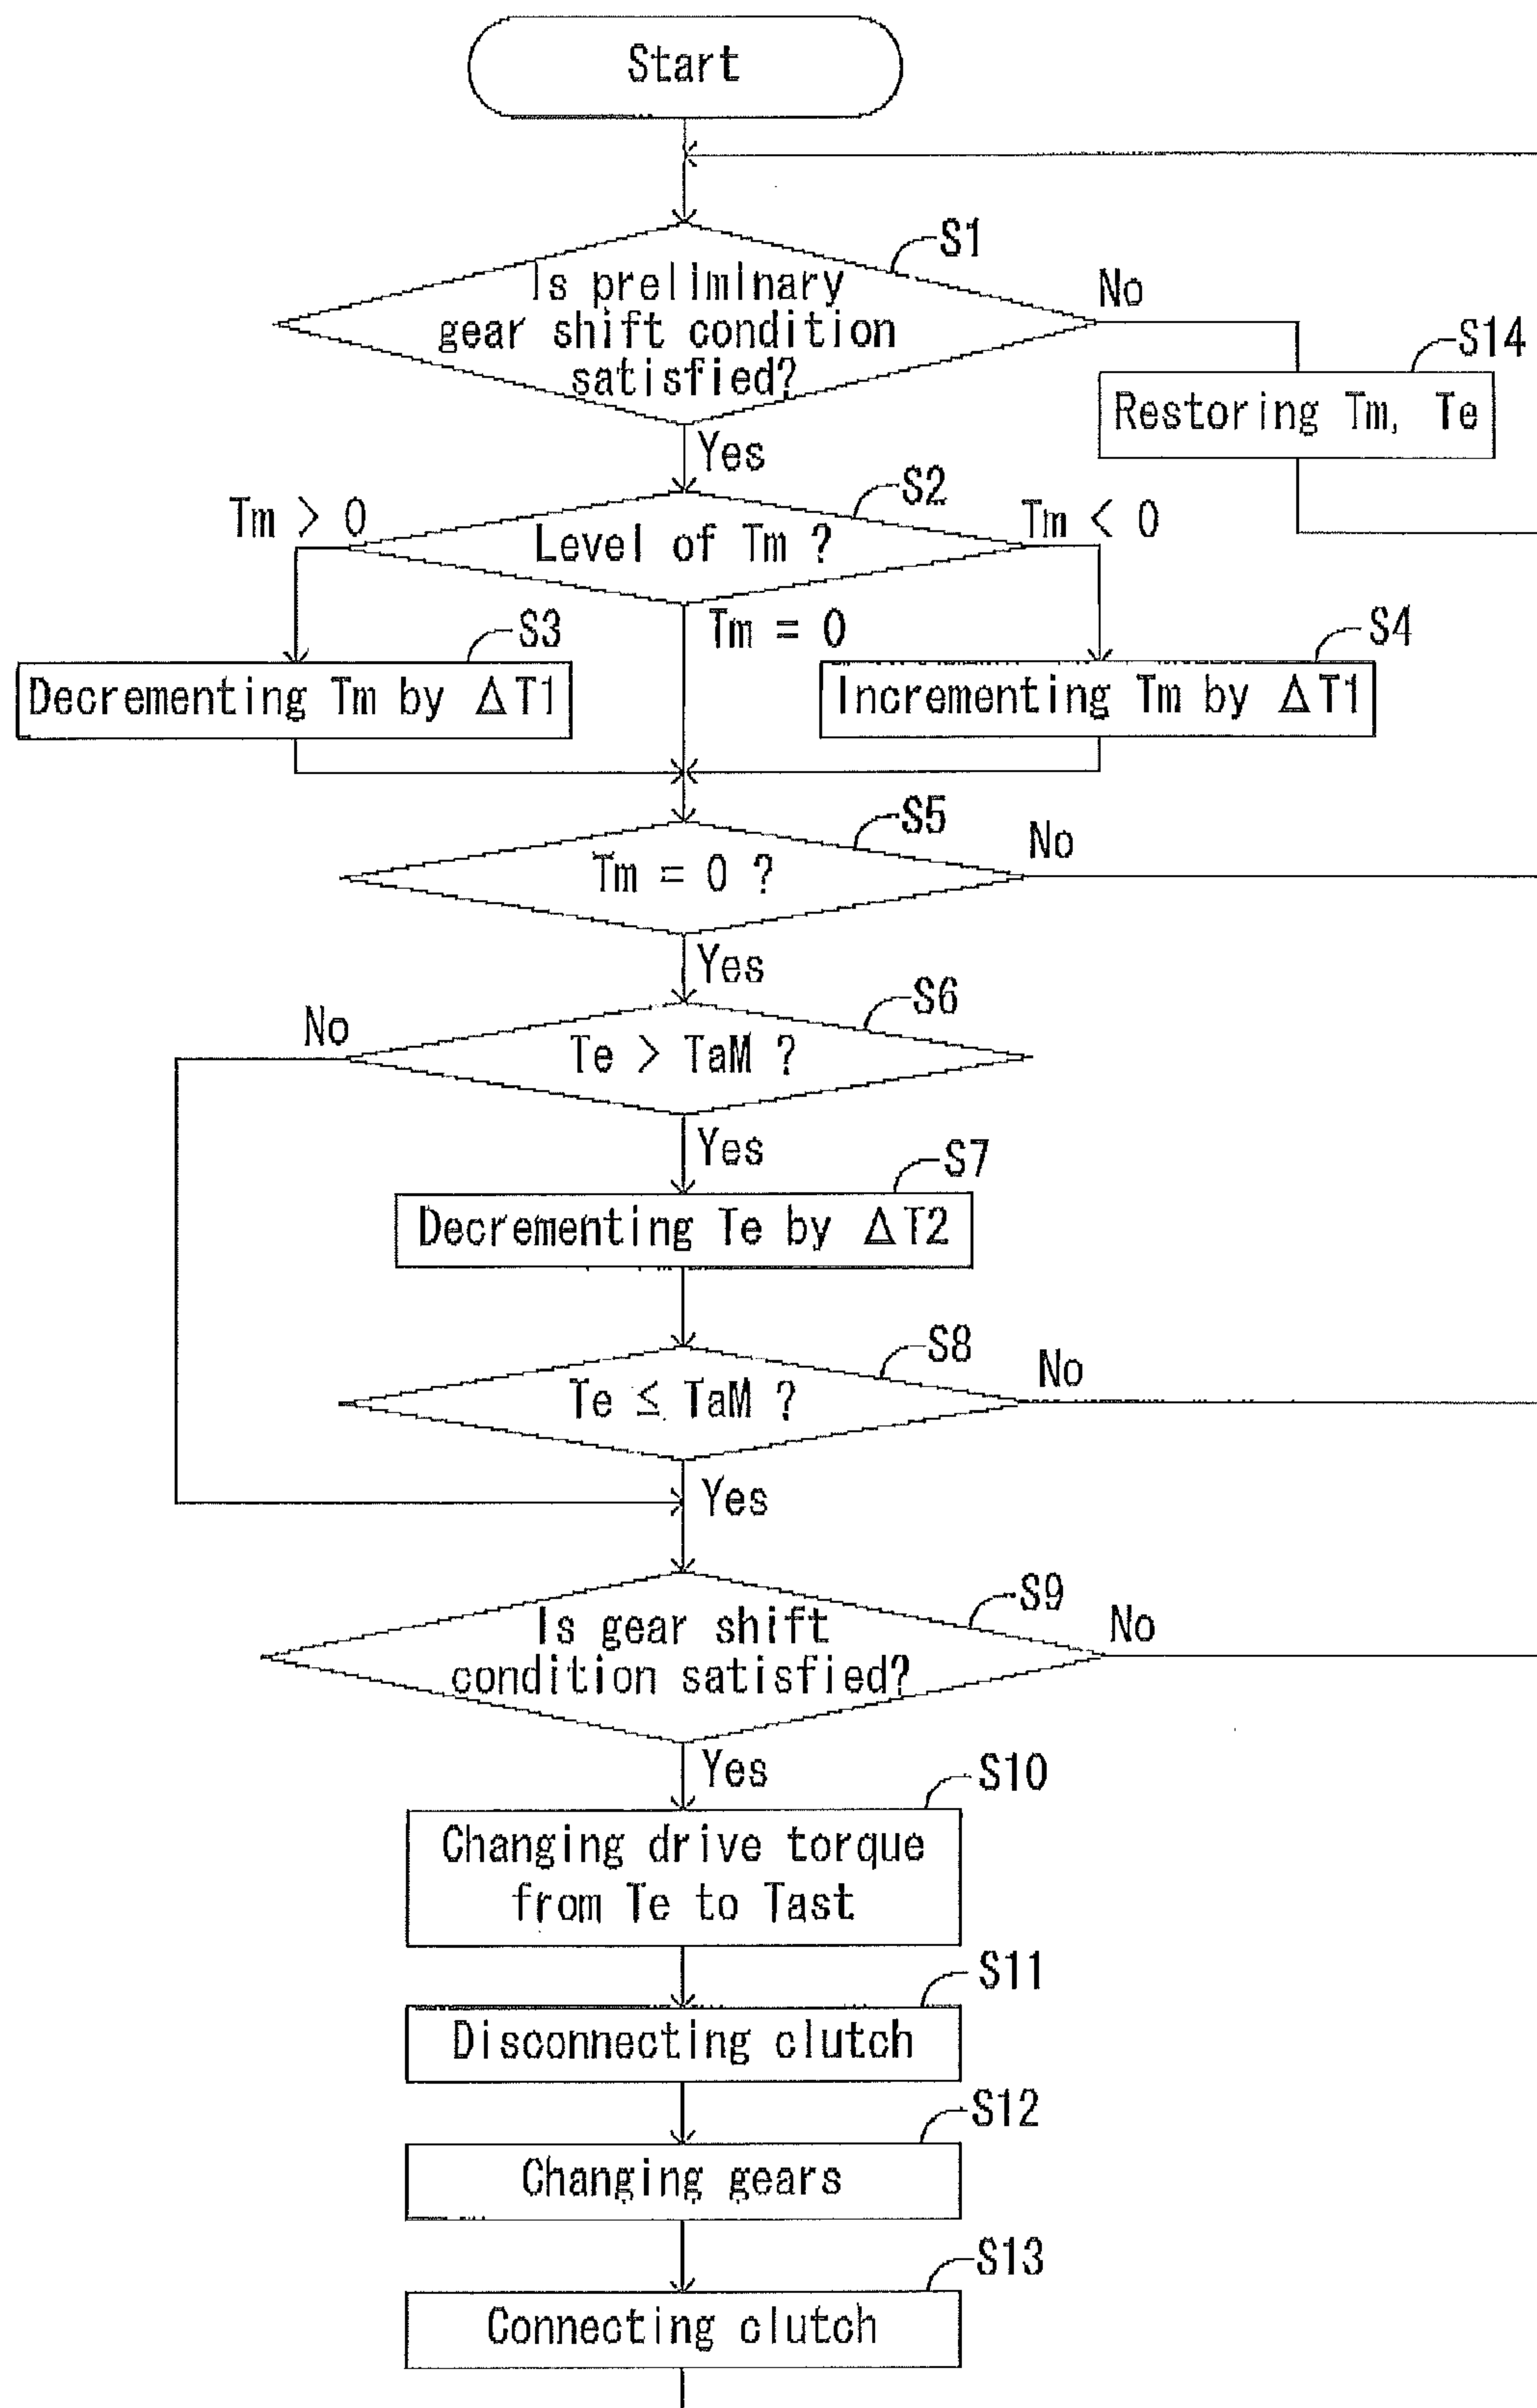 Start
S1
Is preliminary
gear shift condition
satisfied?
No
S14
Restoring Tm, Te
Yes
S2
Tm > 0
Level of Tm ?
Tm < 0
Tm = 0
S3
S4
Decrementing Tm by ΔT1
Incrementing Tm by ΔT1
S5
Tm = 0 ?
No
Yes
S6
No
Te > TaM ?
Yes
S7
Decrementing Te by ΔT2
S8
Te ≤ TaM ?
No
Yes
S9
Is gear shift
condition satisfied?
No
Yes
S10
Changing drive torque
from Te to Tast
S11
Disconnecting clutch
S12
Changing gears
S13
Connecting clutch